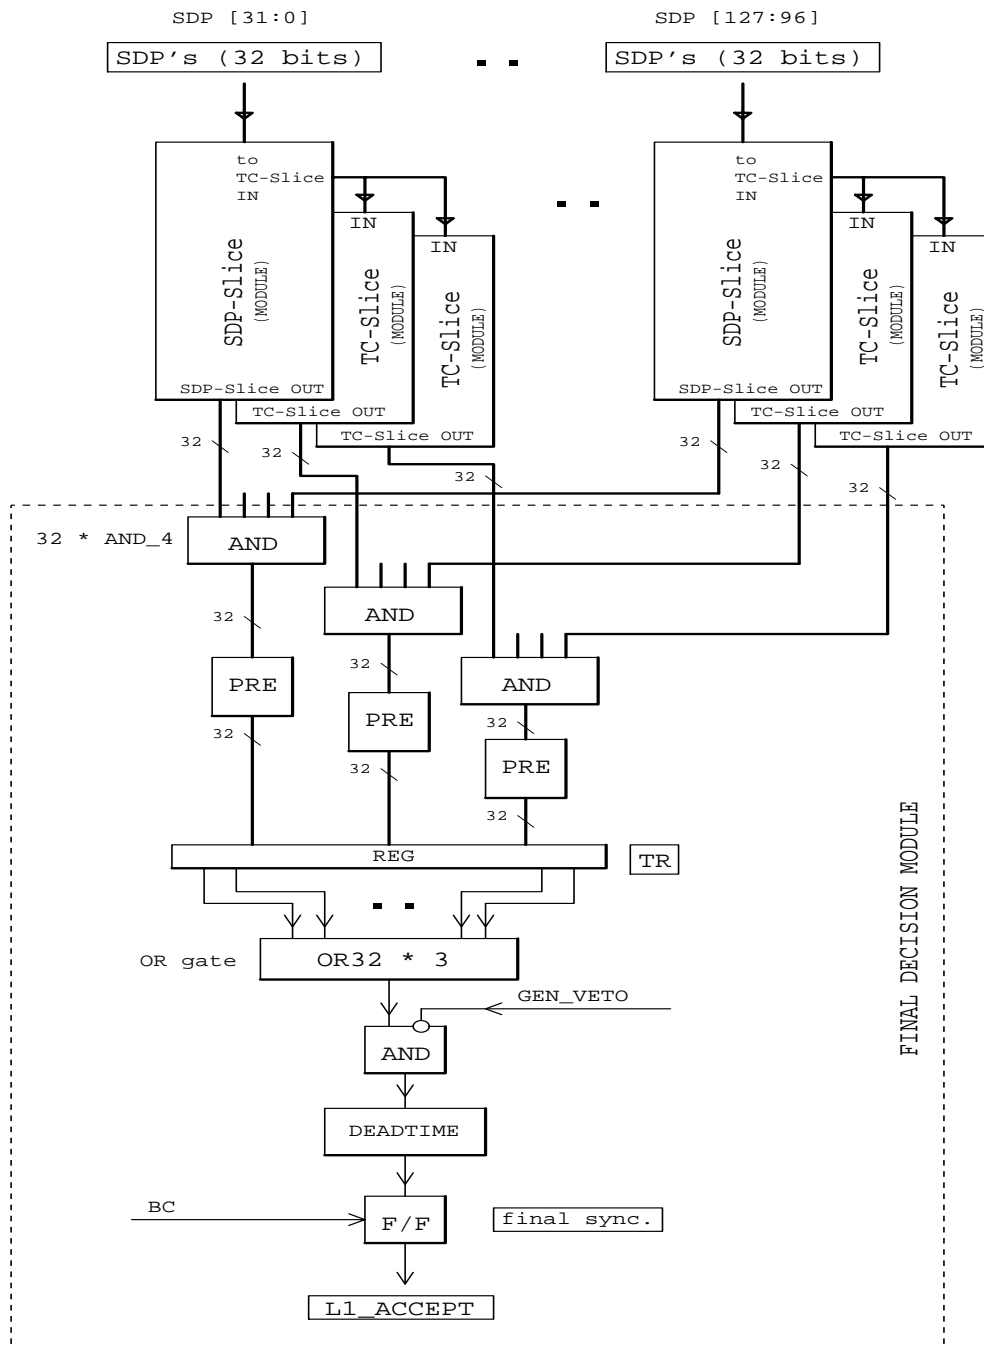 SDP [31:0]
SDP [127:96]
SDP's (32 bits)
SDP's (32 bits)
to
TC-Slice
IN
SDP-Slice
(MODULE)
SDP-Slice OUT
IN
TC-Slice
(MODULE)
TC-Slice OUT
IN
TC-Slice
(MODULE)
TC-Slice OUT
to
TC-Slice
IN
SDP-Slice
(MODULE)
SDP-Slice OUT
IN
TC-Slice
(MODULE)
TC-Slice OUT
IN
TC-Slice
(MODULE)
TC-Slice OUT
32
32
32
32
32
32
32 * AND_4
AND
AND
AND
32
32
32
PRE
PRE
PRE
32
32
32
REG
TR
OR gate
OR32 * 3
GEN_VETO
AND
DEADTIME
BC
F/F
final sync.
L1_ACCEPT
FINAL DECISION MODULE